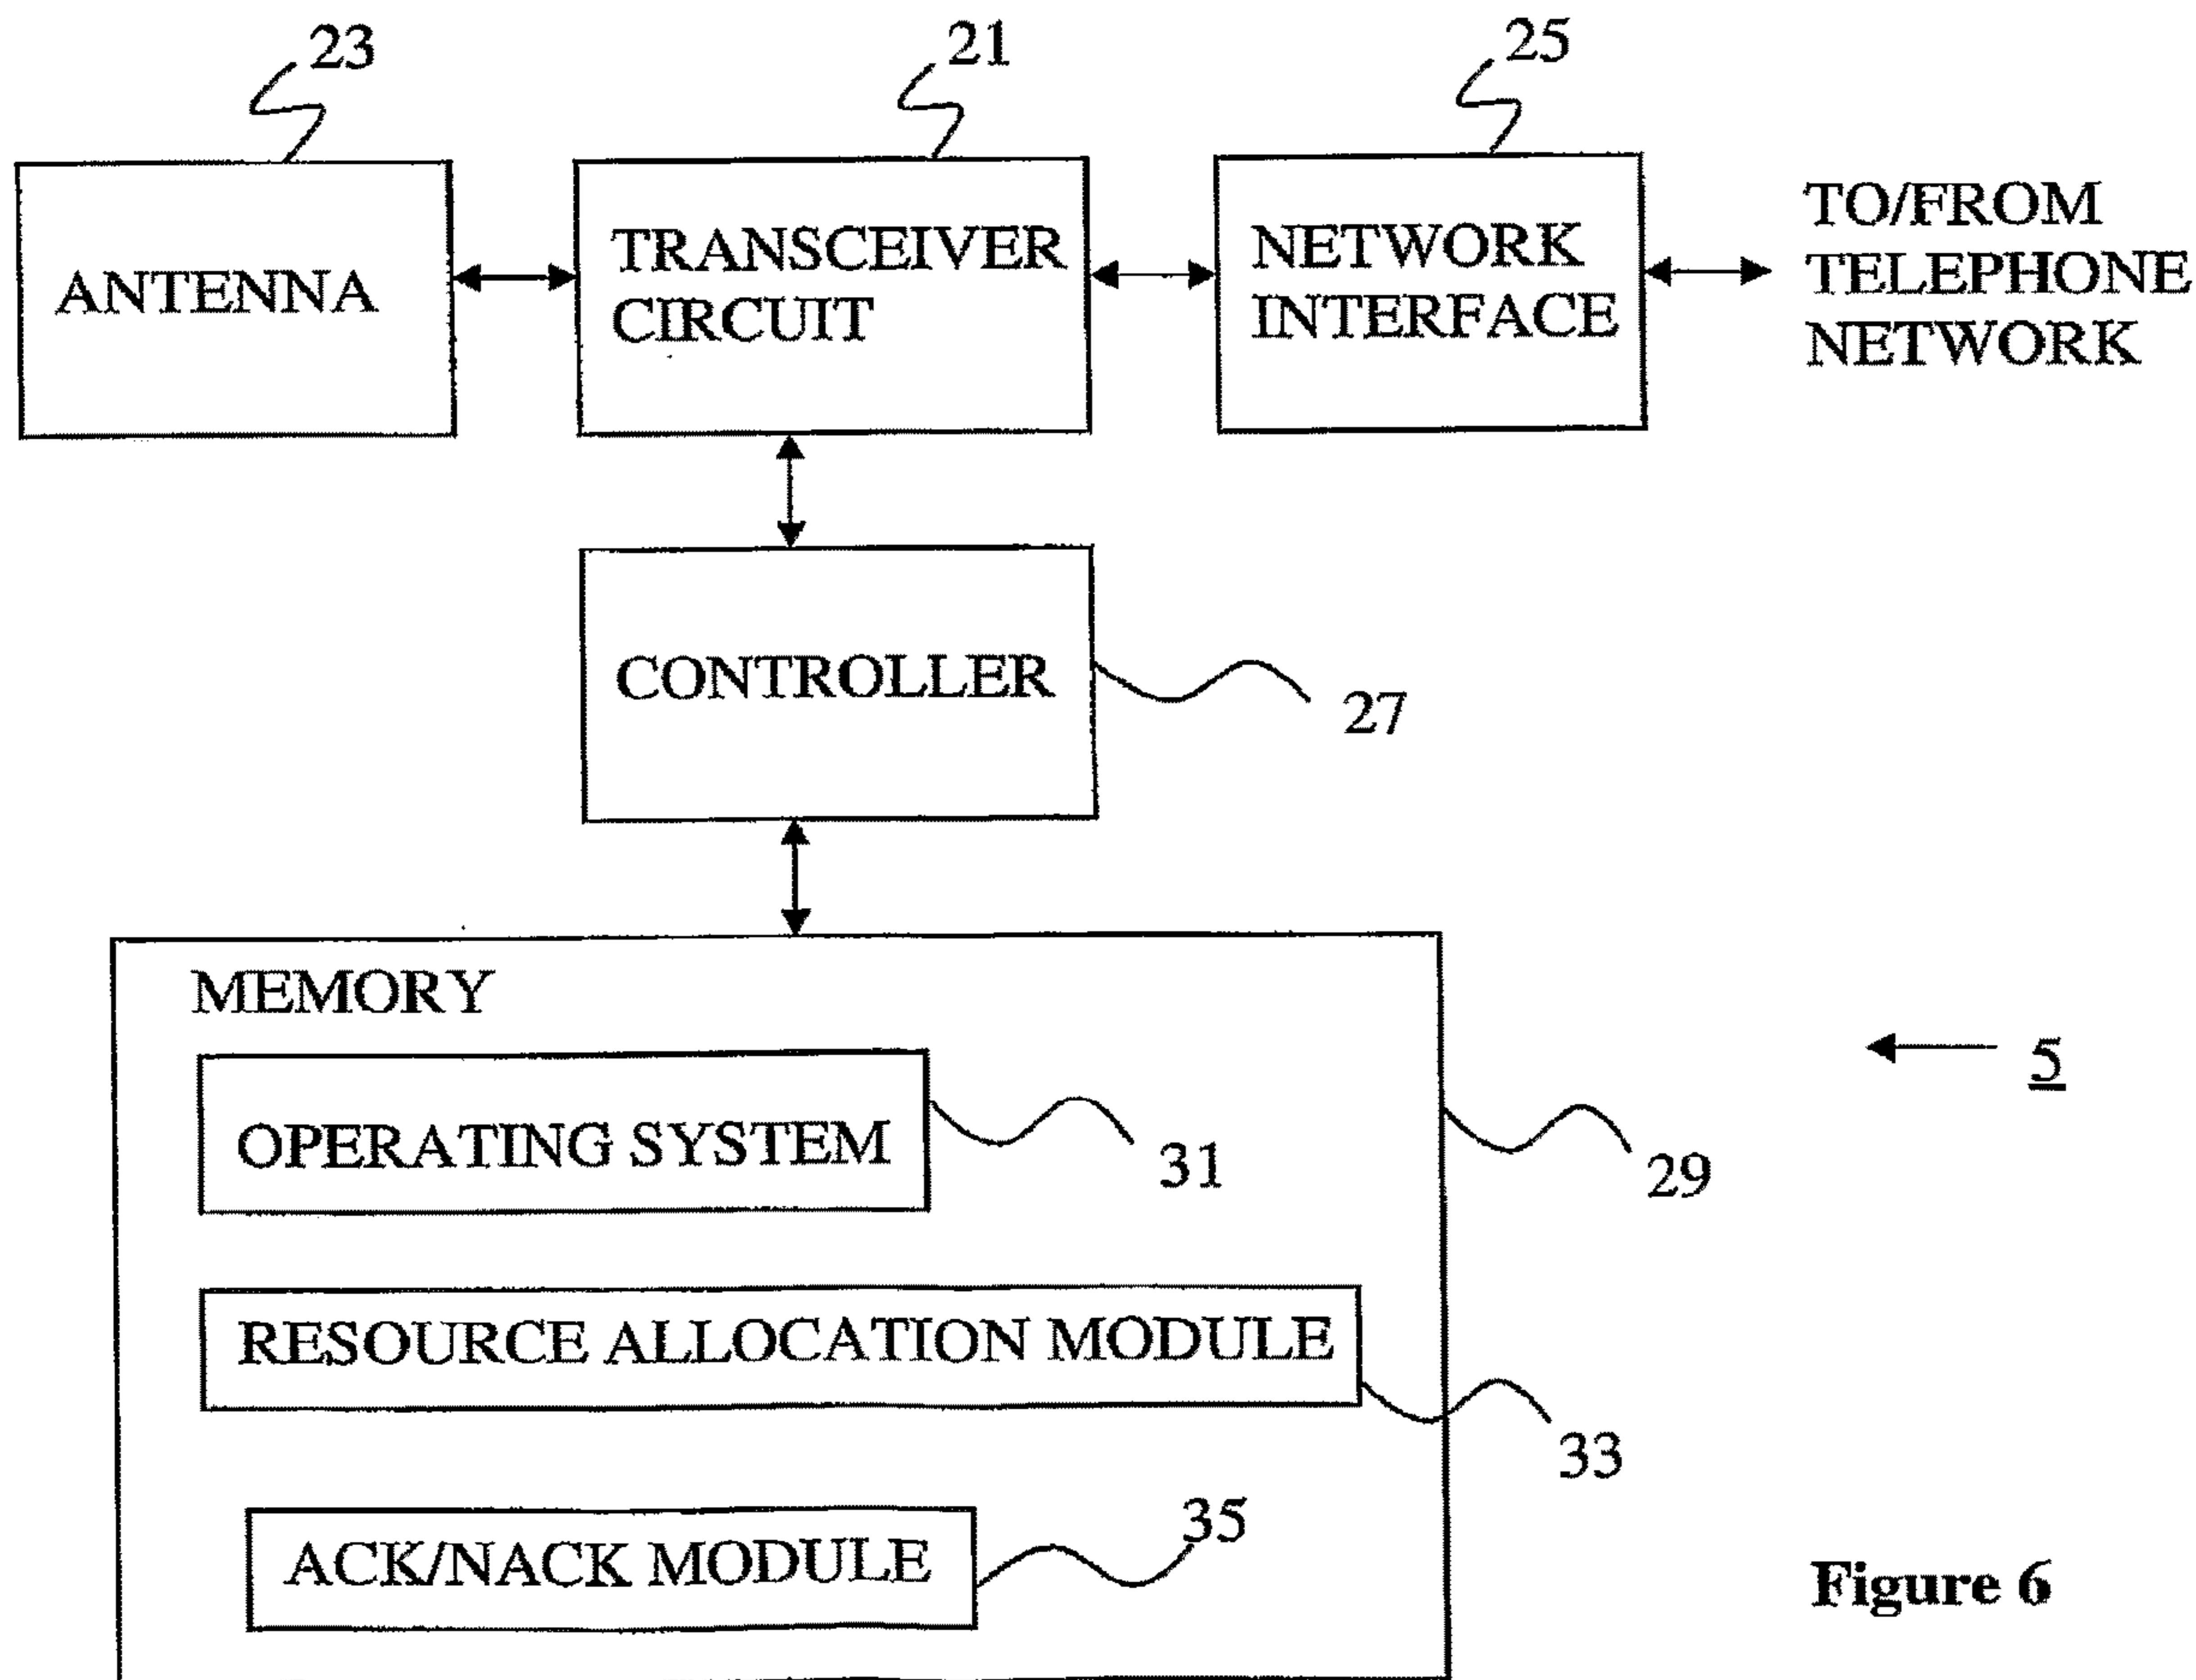 23
21
25
ANTENNA
TRANSCEIVER
CIRCUIT
NETWORK
INTERFACE
TO/FROM
TELEPHONE
NETWORK
CONTROLLER
27
MEMORY
OPERATING SYSTEM
31
29
5
RESOURCE ALLOCATION MODULE
33
ACK/NACK MODULE
35
Figure 6